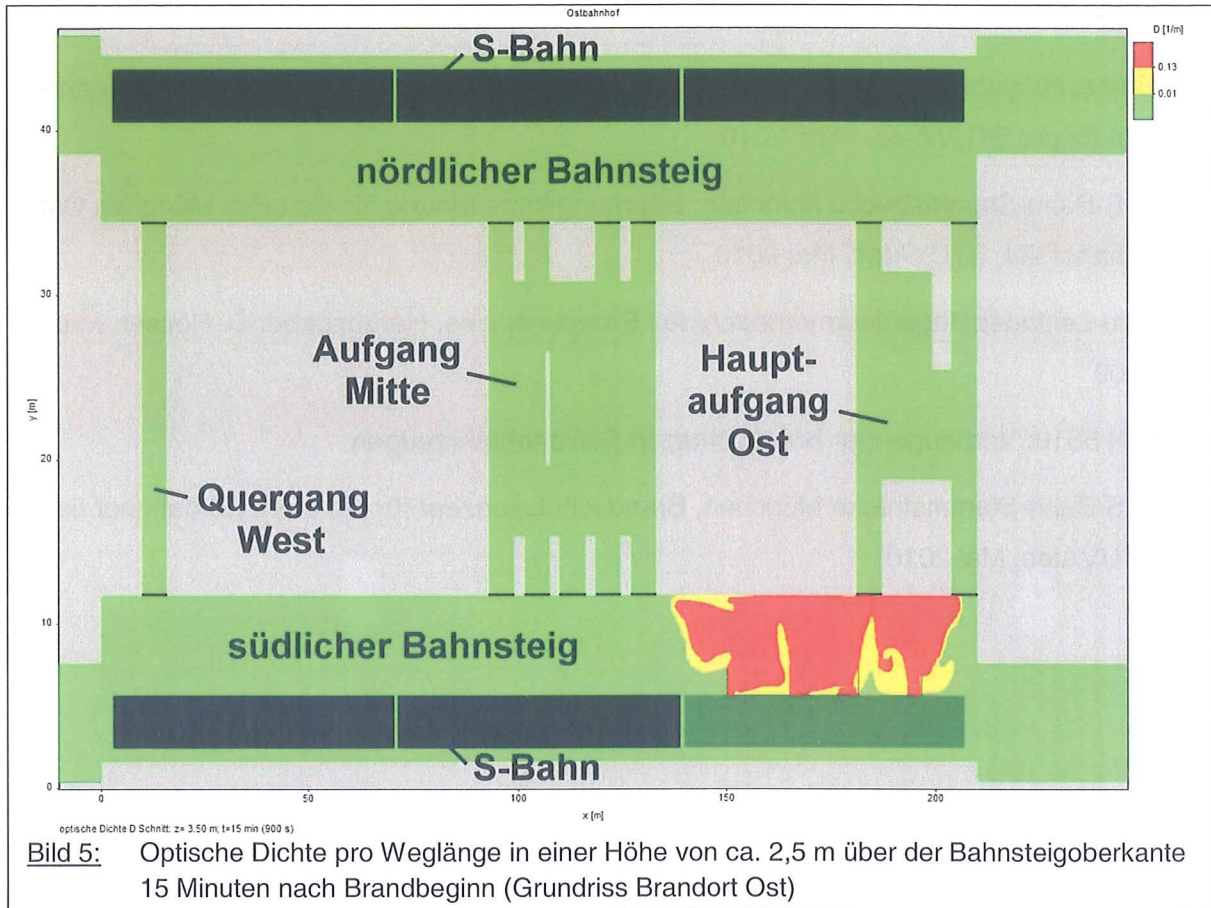 Ostbahnhof
D [1/m]
0.13
0.01
S-Bahn
nördlicher Bahnsteig
Aufgang
Mitte
Haupt-
aufgang
Ost
Quergang
West
südlicher Bahnsteig
S-Bahn
y [m]
40
30
20
10
0
0
50
100
150
200
x [m]
optische Dichte D Schnitt: z= 3.50 m; t=15 min (900 s)
Bild 5: Optische Dichte pro Weglänge in einer Höhe von ca. 2,5 m über der Bahnsteigoberkante
15 Minuten nach Brandbeginn (Grundriss Brandort Ost)